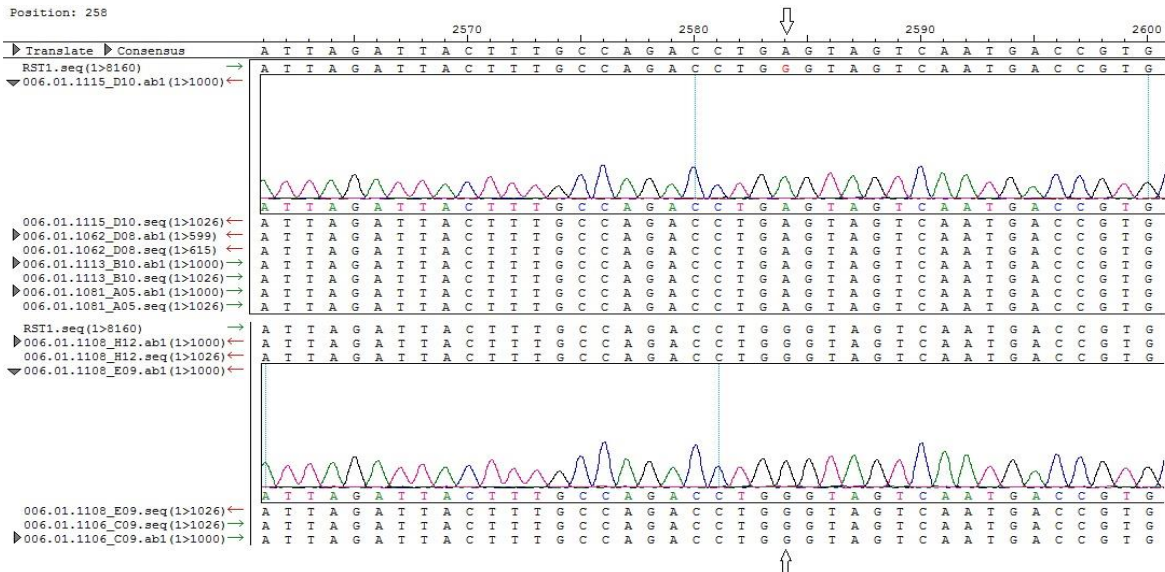 Position: 258
2570 2580 2590 2600
Translate Consensus A T T A G A T T A C T T T G C C A G A C C T G A G T A G T C A A T G A C C G T G
RST1.seq(1>8160) → A T T A G A T T A C T T T G C C A G A C C T G G G T A G T C A A T G A C C G T G
006.01.1115_D10.ab1(1>1000) ←
A T T A G A T T A C T T T G C C A G A C C T G A G T A G T C A A T G A C C G T G
006.01.1115_D10.seq(1>1026) ← A T T A G A T T A C T T T G C C A G A C C T G A G T A G T C A A T G A C C G T G
006.01.1062_D08.ab1(1>599) ← A T T A G A T T A C T T T G C C A G A C C T G A G T A G T C A A T G A C C G T G
006.01.1062_D08.seq(1>615) ← A T T A G A T T A C T T T G C C A G A C C T G A G T A G T C A A T G A C C G T G
006.01.1113_B10.ab1(1>1000) → A T T A G A T T A C T T T G C C A G A C C T G A G T A G T C A A T G A C C G T G
006.01.1113_B10.seq(1>1026) → A T T A G A T T A C T T T G C C A G A C C T G A G T A G T C A A T G A C C G T G
006.01.1081_A05.ab1(1>1000) → A T T A G A T T A C T T T G C C A G A C C T G A G T A G T C A A T G A C C G T G
006.01.1081_A05.seq(1>1026) → A T T A G A T T A C T T T G C C A G A C C T G A G T A G T C A A T G A C C G T G
RST1.seq(1>8160) → A T T A G A T T A C T T T G C C A G A C C T G G G T A G T C A A T G A C C G T G
006.01.1108_H12.ab1(1>1000) ← A T T A G A T T A C T T T G C C A G A C C T G G G T A G T C A A T G A C C G T G
006.01.1108_H12.seq(1>1026) ← A T T A G A T T A C T T T G C C A G A C C T G G G T A G T C A A T G A C C G T G
006.01.1108_E09.ab1(1>1000) ←
A T T A G A T T A C T T T G C C A G A C C T G G G T A G T C A A T G A C C G T G
006.01.1108_E09.seq(1>1026) ← A T T A G A T T A C T T T G C C A G A C C T G G G T A G T C A A T G A C C G T G
006.01.1106_C09.seq(1>1026) → A T T A G A T T A C T T T G C C A G A C C T G G G T A G T C A A T G A C C G T G
006.01.1106_C09.ab1(1>1000) → A T T A G A T T A C T T T G C C A G A C C T G G G T A G T C A A T G A C C G T G